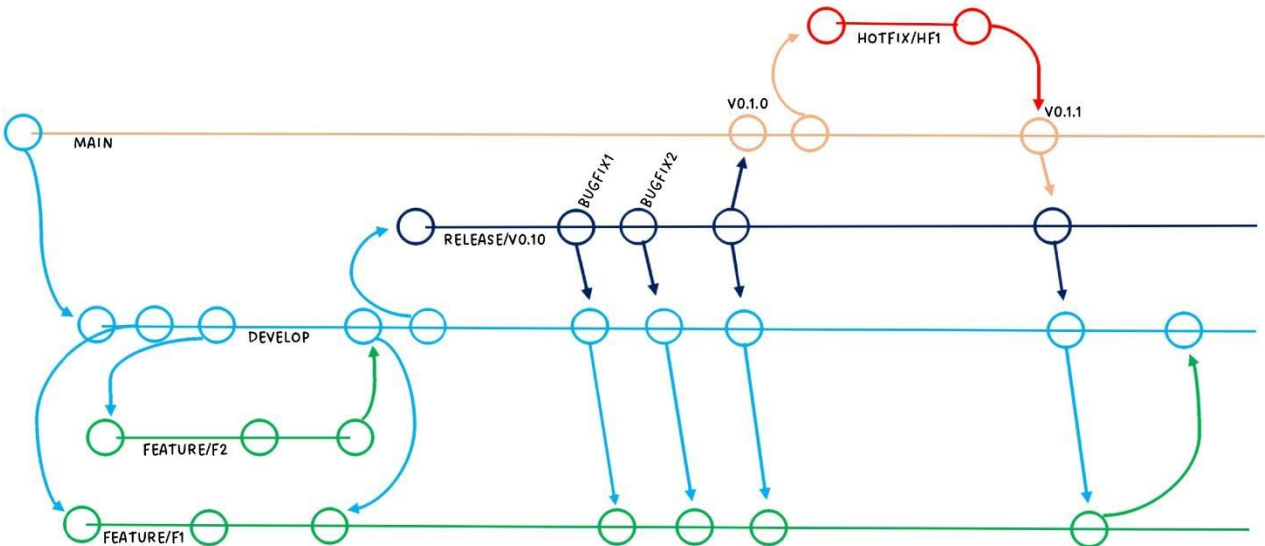 HOTFIX/HF1
V0.1.0
V0.1.1
MAIN
BUGFIX1
BUGFIX2
RELEASE/V0.10
DEVELOP
FEATURE/F2
FEATURE/F1